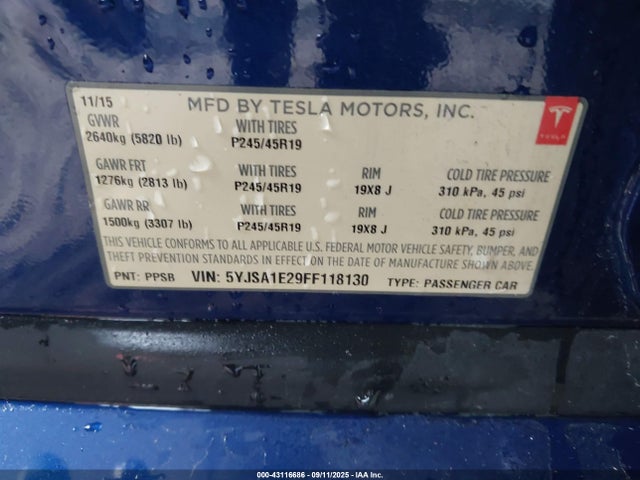 11/15 MFD BY TESLA MOTORS, INC.
GVWR WITH TIRES
2640kg (5820 lb) P245/45R19
TESLA
GAWR FRT WITH TIRES RIM COLD TIRE PRESSURE
1276kg (2813 lb) P245/45R19 19X8 J 310 kPa, 45 psi
GAWR RR WITH TIRES RIM COLD TIRE PRESSURE
1500kg (3307 lb) P245/45R19 19X8 J 310 kPa, 45 psi
THIS VEHICLE CONFORMS TO ALL APPLICABLE U.S. FEDERAL MOTOR VEHICLE SAFETY, BUMPER, AND
THEFT PREVENTION STANDARDS IN EFFECT ON THE DATE OF MANUFACTURE SHOWN ABOVE.
PNT: PPSB VIN: 5YJSA1E29FF118130 TYPE: PASSENGER CAR
000-43116686 - 09/11/2025 - IAA Inc.